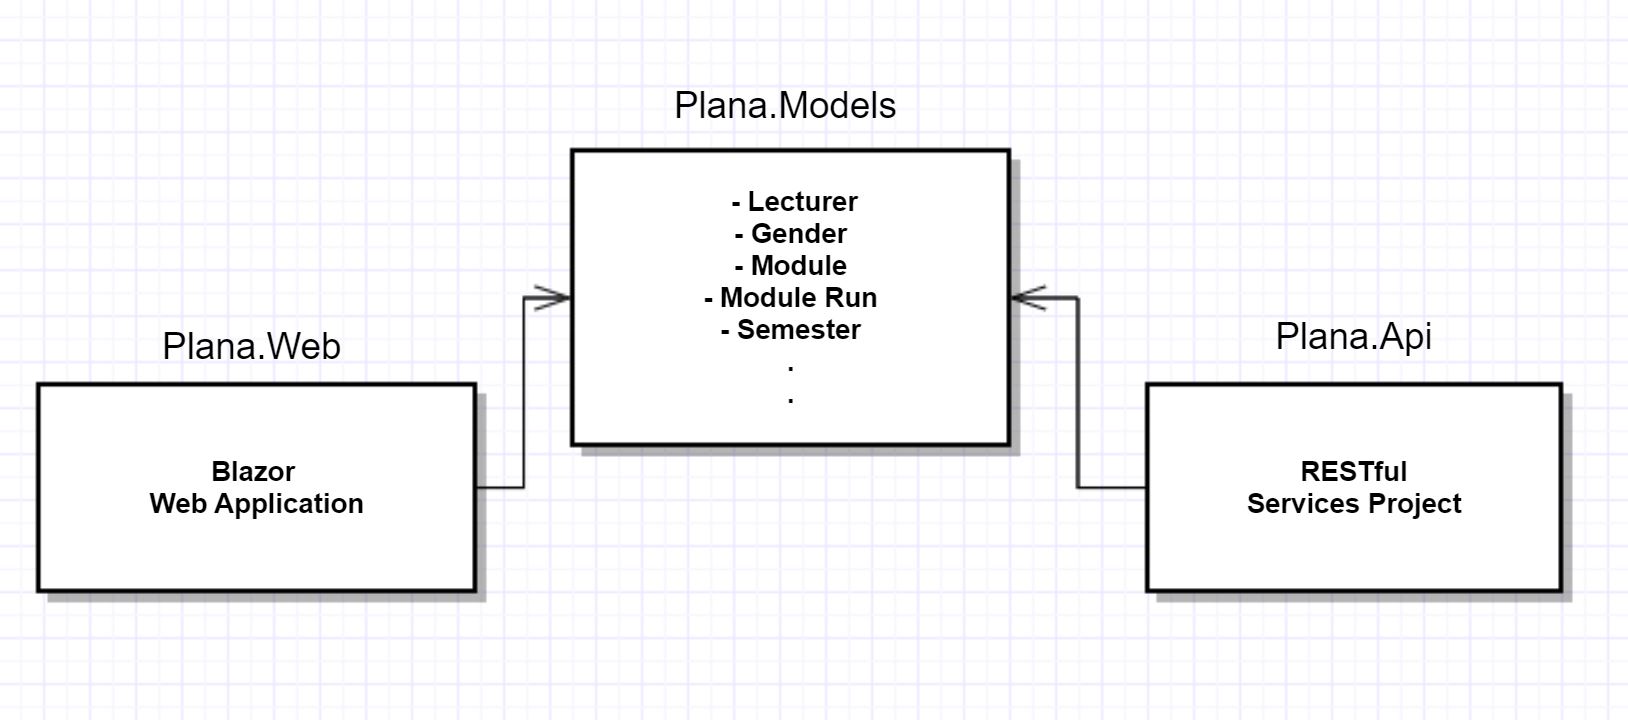 Plana.Models
- Lecturer
- Gender
- Module
- Module Run
- Semester
.
.
Plana.Web
Blazor
Web Application
Plana.Api
RESTful
Services Project